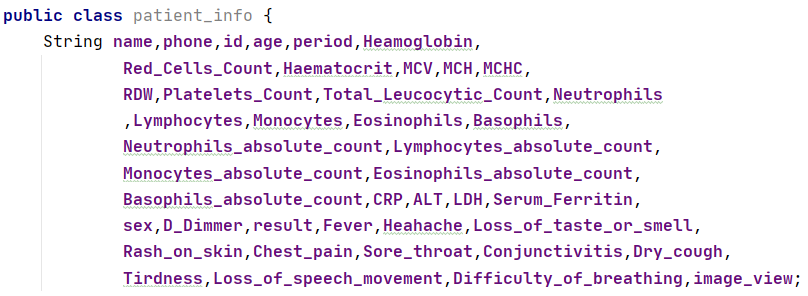 public class patient_info {
String name,phone,id,age,period,Heamoglobin,
Red_Cells_Count,Haematocrit,MCV,MCH,MCHC,
RDW,Platelets_Count,Total_Leucocytic_Count,Neutrophils
,Lymphocytes,Monocytes,Eosinophils,Basophils,
Neutrophils_absolute_count,Lymphocytes_absolute_count,
Monocytes_absolute_count,Eosinophils_absolute_count,
Basophils_absolute_count,CRP,ALT,LDH,Serum_Ferritin,
sex,D_Dimmer,result,Fever,Heahache,Loss_of_taste_or_smell,
Rash_on_skin,Chest_pain,Sore_throat,Conjunctivitis,Dry_cough,
Tirdness,Loss_of_speech_movement,Difficulty_of_breathing,image_view;